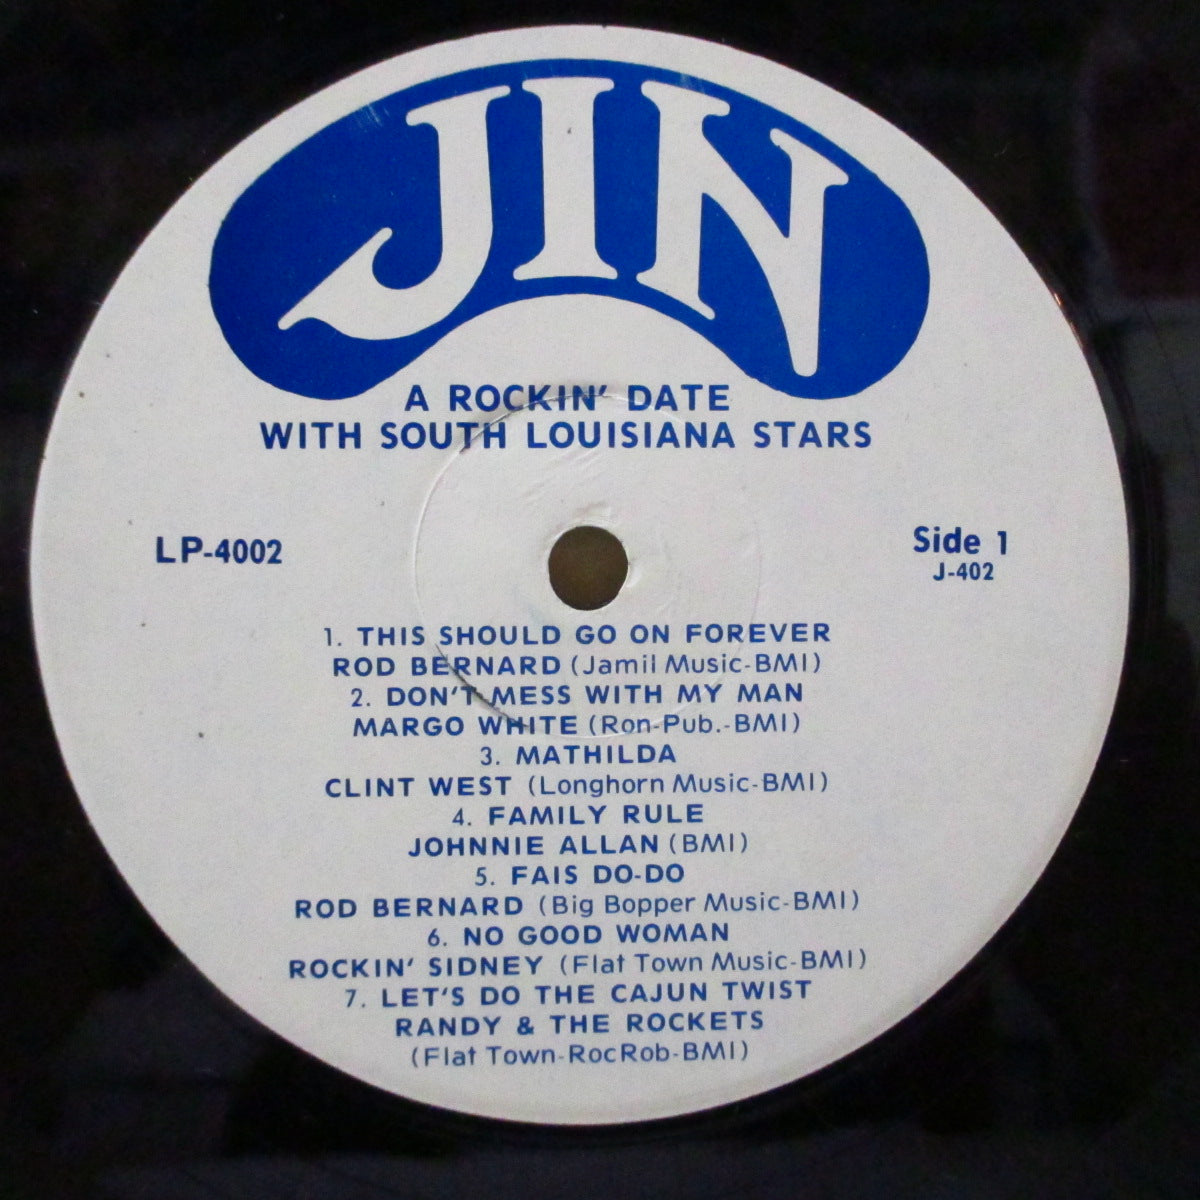 JIN
A ROCKIN' DATE
WITH SOUTH LOUISIANA STARS
LP-4002
Side 1
J-402
1. THIS SHOULD GO ON FOREVER
ROD BERNARD (Jamil Music-BMI)
2. DON'T MESS WITH MY MAN
MARGO WHITE (Ron-Pub.-BMI)
3. MATHILDA
CLINT WEST (Longhorn Music-BMI)
4. FAMILY RULE
JOHNNIE ALLAN (BMI)
5. FAIS DO-DO
ROD BERNARD (Big Bopper Music-BMI)
6. NO GOOD WOMAN
ROCKIN' SIDNEY (Flat Town Music-BMI)
7. LET'S DO THE CAJUN TWIST
RANDY & THE ROCKETS
(Flat Town-RocRob-BMI)